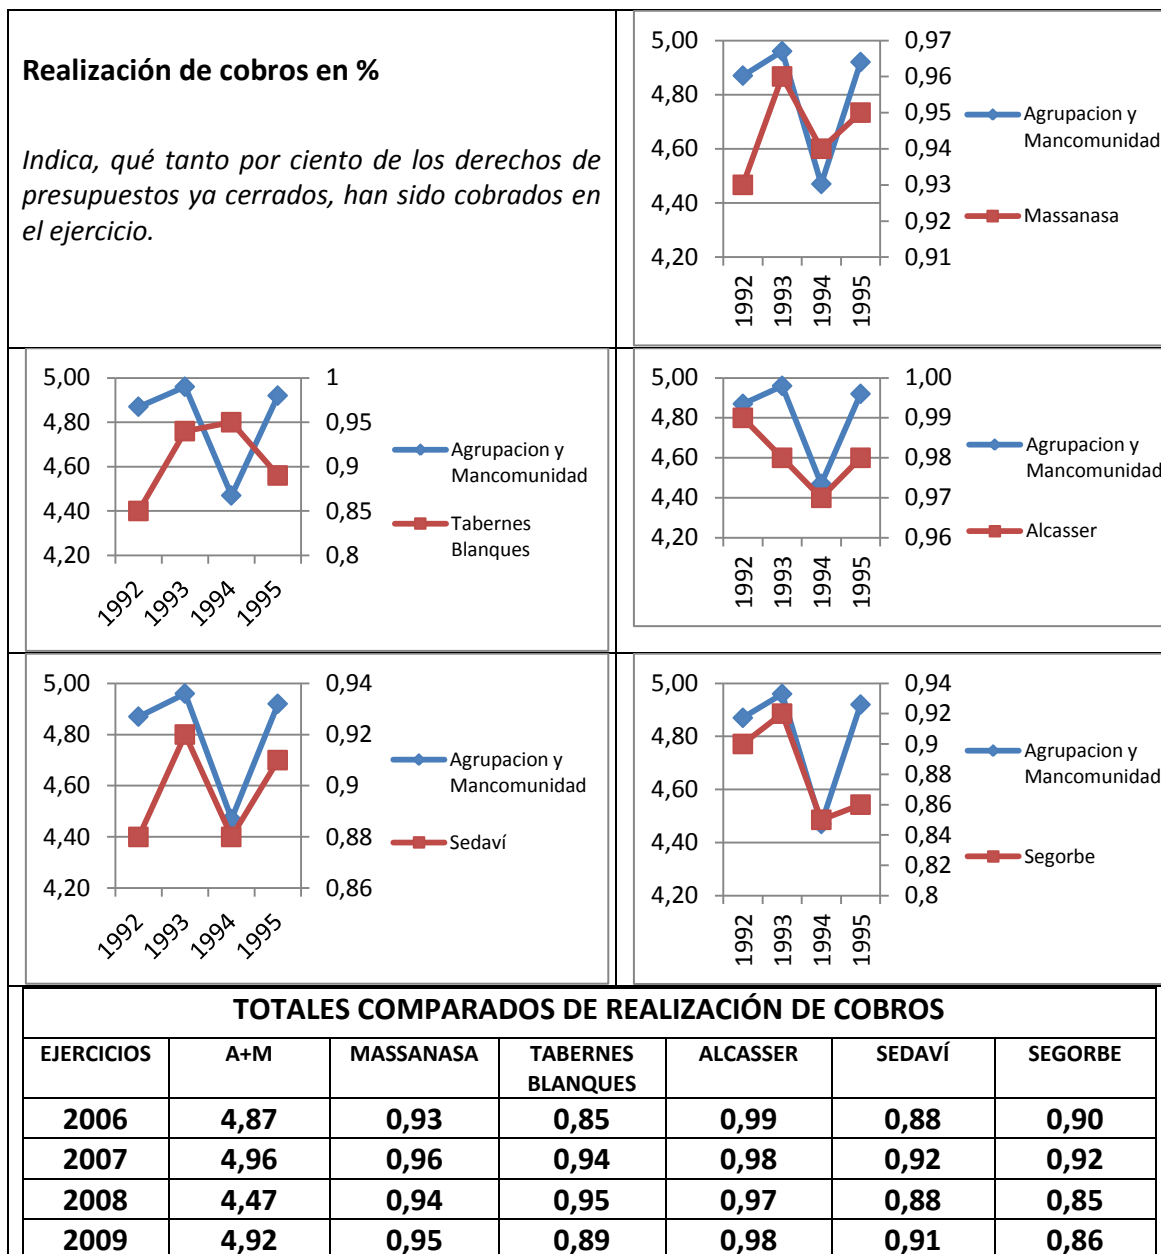 Realización de cobros en %
Indica, qué tanto por ciento de los derechos de
presupuestos ya cerrados, han sido cobrados en
el ejercicio.
5,00
4,80
4,60
4,40
4,20
0,97
0,96
0,95
0,94
0,93
0,92
0,91
1992
1993
1994
1995
Agrupacion y
Mancomunidad
Massanasa
5,00
4,80
4,60
4,40
4,20
1
0,95
0,9
0,85
0,8
1992
1993
1994
1995
Agrupacion y
Mancomunidad
Tabernes
Blanques
5,00
4,80
4,60
4,40
4,20
1,00
0,99
0,98
0,97
0,96
1992
1993
1994
1995
Agrupacion y
Mancomunidad
Alcasser
5,00
4,80
4,60
4,40
4,20
0,94
0,92
0,9
0,88
0,86
1992
1993
1994
1995
Agrupacion y
Mancomunidad
Sedaví
5,00
4,80
4,60
4,40
4,20
0,94
0,92
0,9
0,88
0,86
0,84
0,82
0,8
1992
1993
1994
1995
Agrupacion y
Mancomunidad
Segorbe
TOTALES COMPARADOS DE REALIZACIÓN DE COBROS
EJERCICIOS A+M MASSANASA TABERNES BLANQUES ALCASSER SEDAVÍ SEGORBE
2006 4,87 0,93 0,85 0,99 0,88 0,90
2007 4,96 0,96 0,94 0,98 0,92 0,92
2008 4,47 0,94 0,95 0,97 0,88 0,85
2009 4,92 0,95 0,89 0,98 0,91 0,86